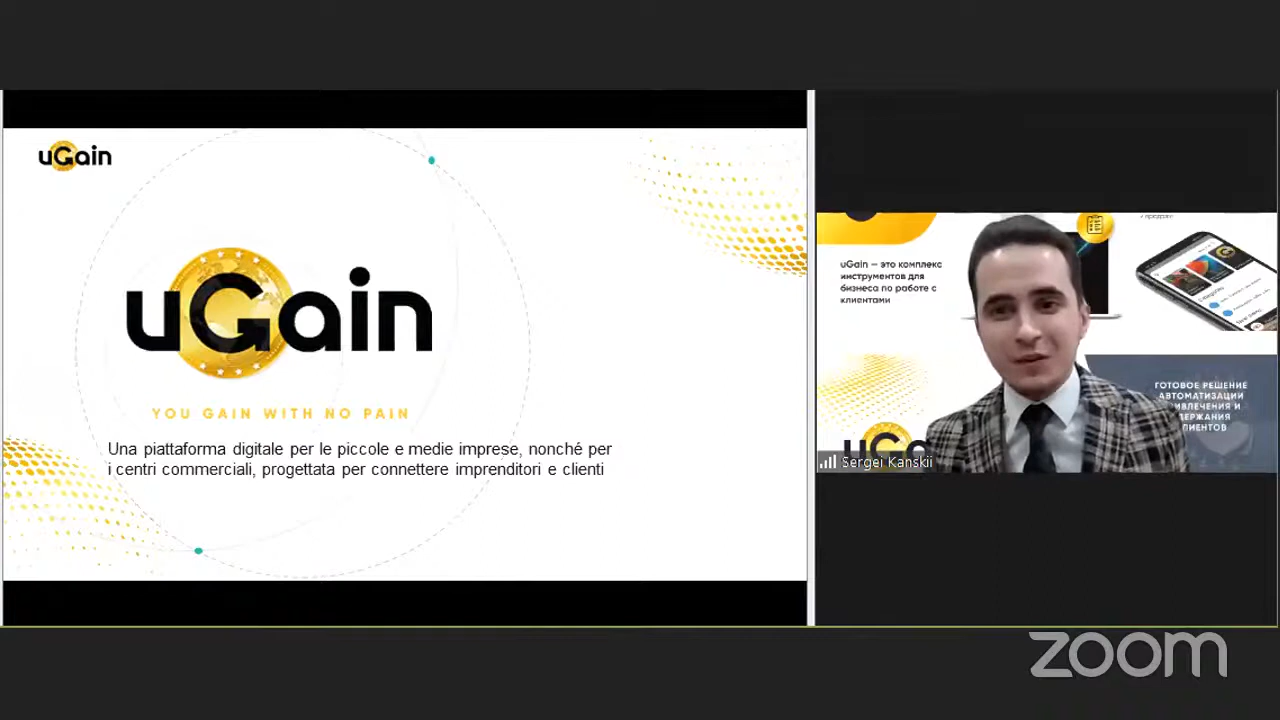 uGain
uGain
YOU GAIN WITH NO PAIN
Una piattaforma digitale per le piccole e medie imprese, nonché per
i centri commerciali, progettata per connettere imprenditori e clienti
uGain — это комплекс
инструментов для
бизнеса по работе с
клиентами
ГОТОВОЕ РЕШЕНИЕ
АВТОМАТИЗАЦИИ
Sergei Kanskii
zoom